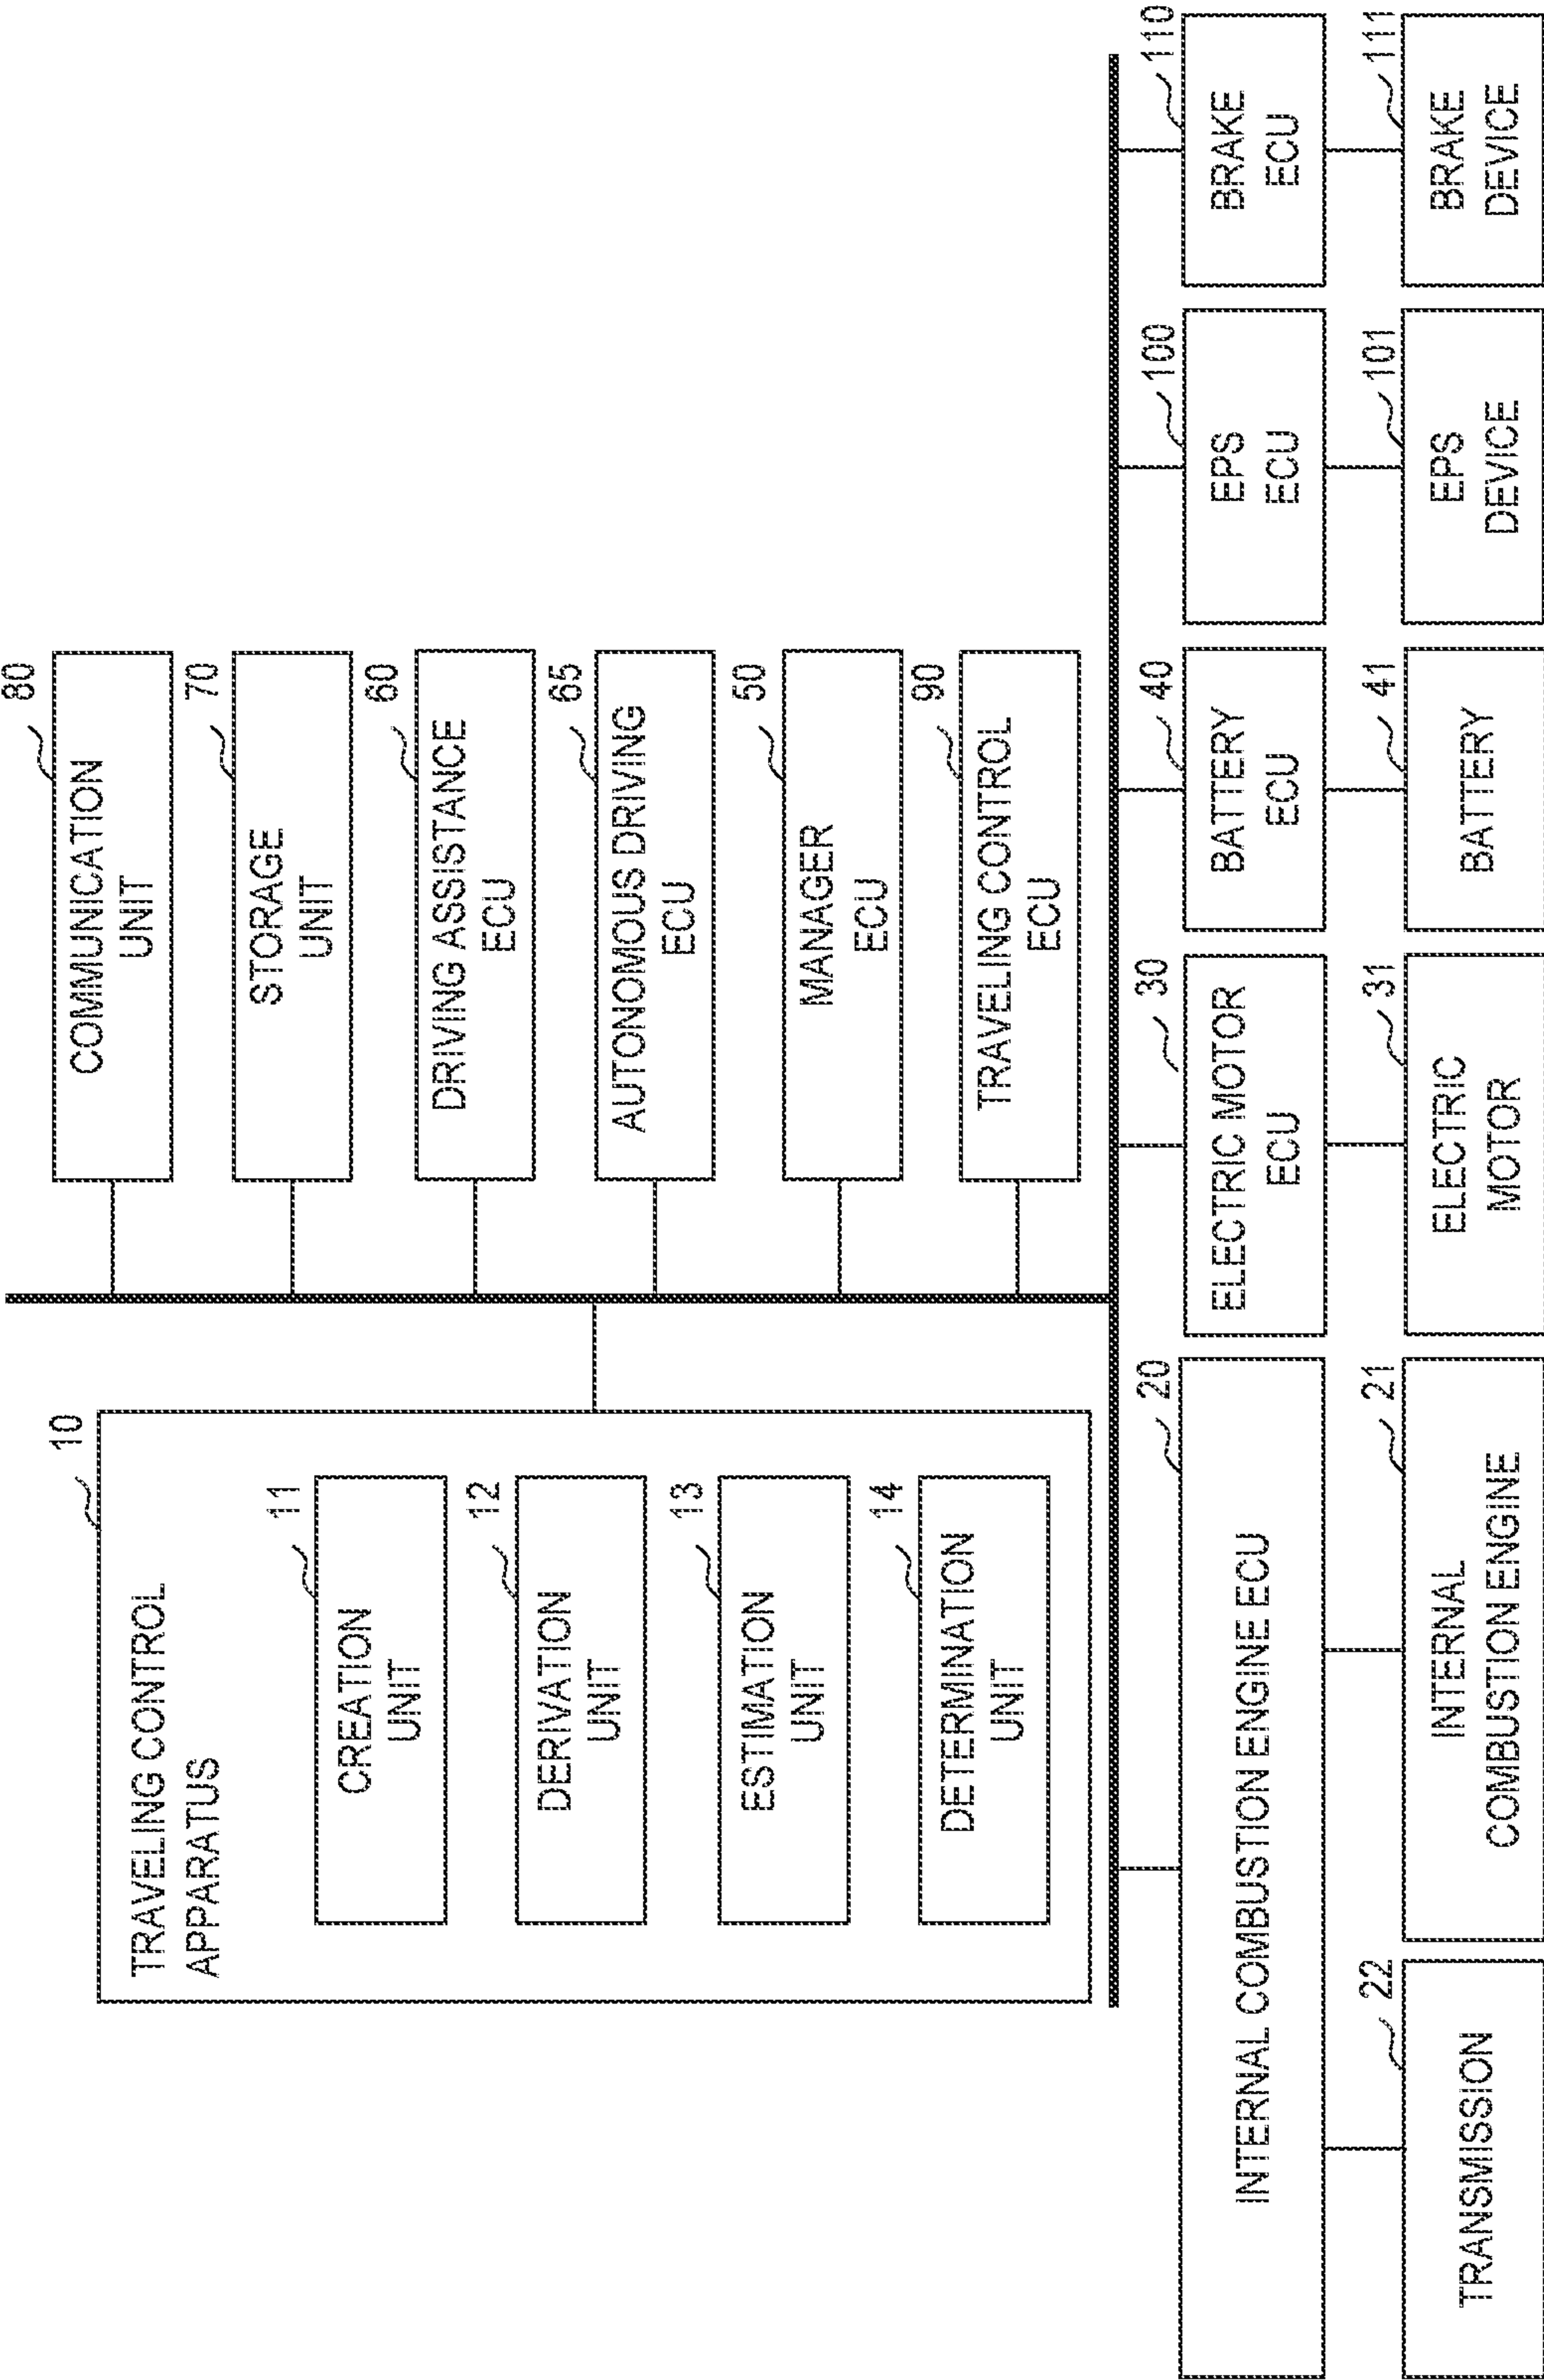 10
TRAVELING CONTROL
APPARATUS
11
CREATION
UNIT
12
DERIVATION
UNIT
13
ESTIMATION
UNIT
14
DETERMINATION
UNIT
80
COMMUNICATION
UNIT
70
STORAGE
UNIT
60
DRIVING ASSISTANCE
ECU
65
AUTONOMOUS DRIVING
ECU
50
MANAGER
ECU
90
TRAVELING CONTROL
ECU
20
INTERNAL COMBUSTION ENGINE ECU
30
ELECTRIC MOTOR
ECU
40
BATTERY
ECU
100
EPS
ECU
110
BRAKE
ECU
22
TRANSMISSION
21
INTERNAL
COMBUSTION ENGINE
31
ELECTRIC
MOTOR
41
BATTERY
101
EPS
DEVICE
111
BRAKE
DEVICE